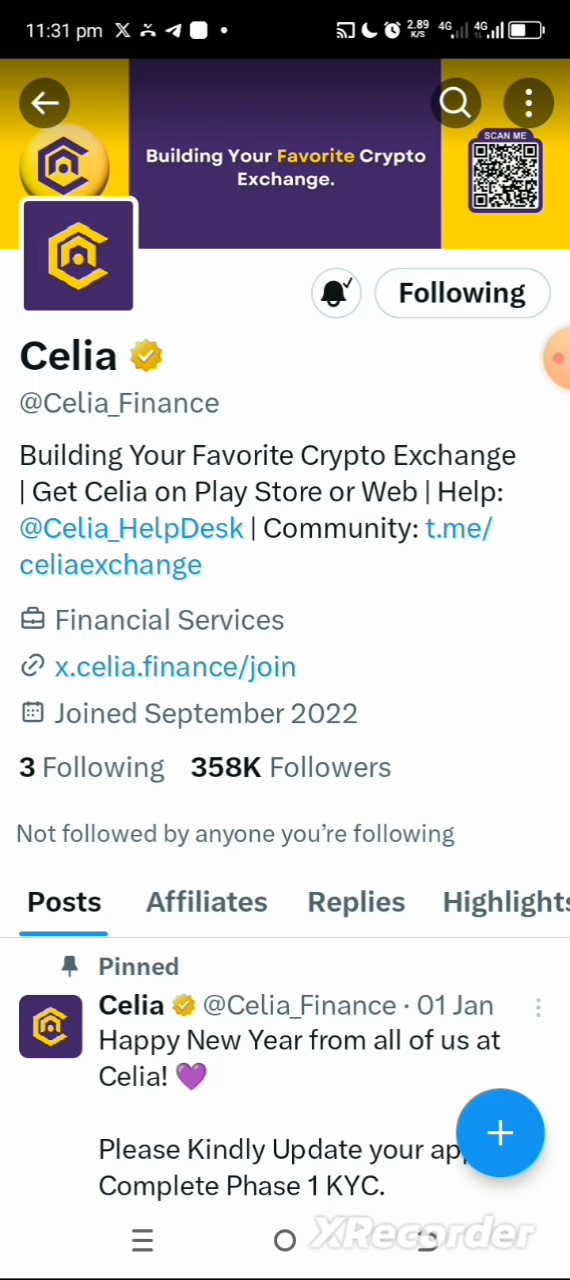 11:31 pm
2.89
K/S
4G
4G
Building Your Favorite Crypto
Exchange.
SCAN ME
Following
Celia
@Celia_Finance
Building Your Favorite Crypto Exchange
| Get Celia on Play Store or Web | Help:
@Celia_HelpDesk | Community: t.me/
celiaexchange
Financial Services
x.celia.finance/join
Joined September 2022
3 Following 358K Followers
Not followed by anyone you’re following
Posts Affiliates Replies Highlights
Pinned
Celia @Celia_Finance · 01 Jan
Happy New Year from all of us at
Celia! 💜
Please Kindly Update your
Complete Phase 1 KYC.
XRecorder